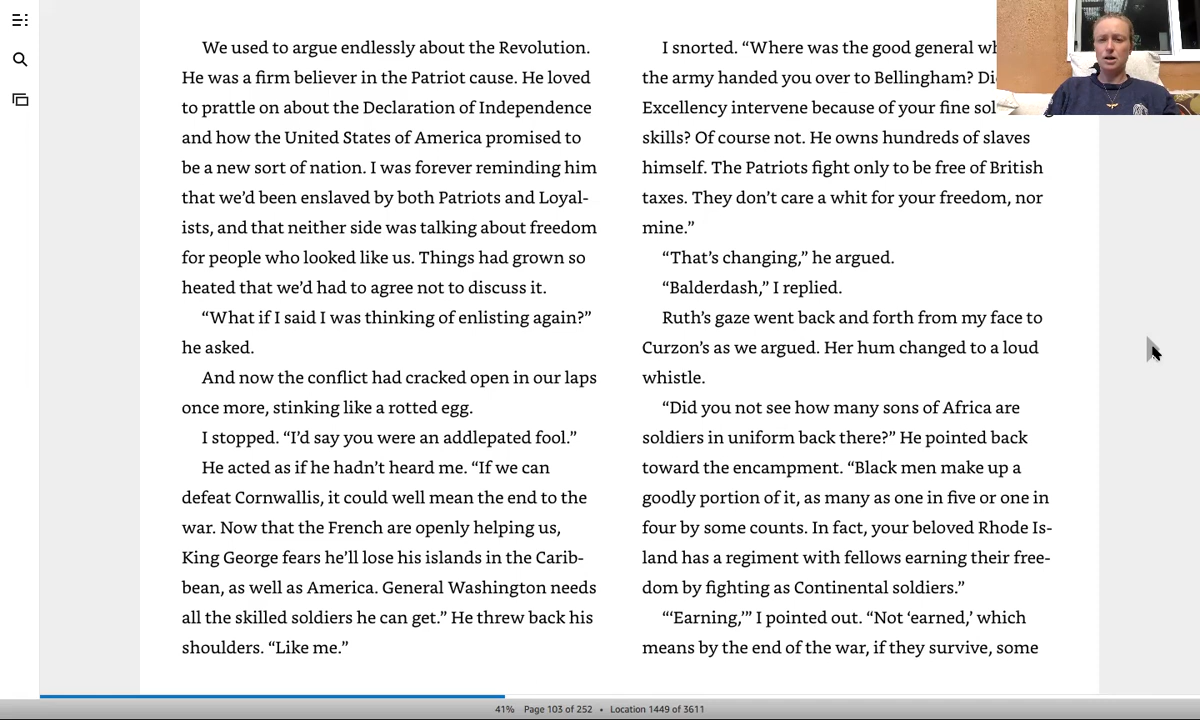 We used to argue endlessly about the Revolution.
He was a firm believer in the Patriot cause. He loved
to prattle on about the Declaration of Independence
and how the United States of America promised to
be a new sort of nation. I was forever reminding him
that we’d been enslaved by both Patriots and Loyal-
ists, and that neither side was talking about freedom
for people who looked like us. Things had grown so
heated that we’d had to agree not to discuss it.
“What if I said I was thinking of enlisting again?”
he asked.
And now the conflict had cracked open in our laps
once more, stinking like a rotted egg.
I stopped. “I’d say you were an addlepated fool.”
He acted as if he hadn’t heard me. “If we can
defeat Cornwallis, it could well mean the end to the
war. Now that the French are openly helping us,
King George fears he’ll lose his islands in the Carib-
bean, as well as America. General Washington needs
all the skilled soldiers he can get.” He threw back his
shoulders. “Like me.”
I snorted. “Where was the good general
the army handed you over to Bellingham?
Excellency intervene because of your fine
skills? Of course not. He owns hundreds of slaves
himself. The Patriots fight only to be free of British
taxes. They don’t care a whit for your freedom, nor
mine.”
“That’s changing,” he argued.
“Balderdash,” I replied.
Ruth’s gaze went back and forth from my face to
Curzon’s as we argued. Her hum changed to a loud
whistle.
“Did you not see how many sons of Africa are
soldiers in uniform back there?” He pointed back
toward the encampment. “Black men make up a
goodly portion of it, as many as one in five or one in
four by some counts. In fact, your beloved Rhode Is-
land has a regiment with fellows earning their free-
dom by fighting as Continental soldiers.”
“‘Earning,’” I pointed out. “Not ‘earned,’ which
means by the end of the war, if they survive, some
41% Page 103 of 252 • Location 1449 of 3611